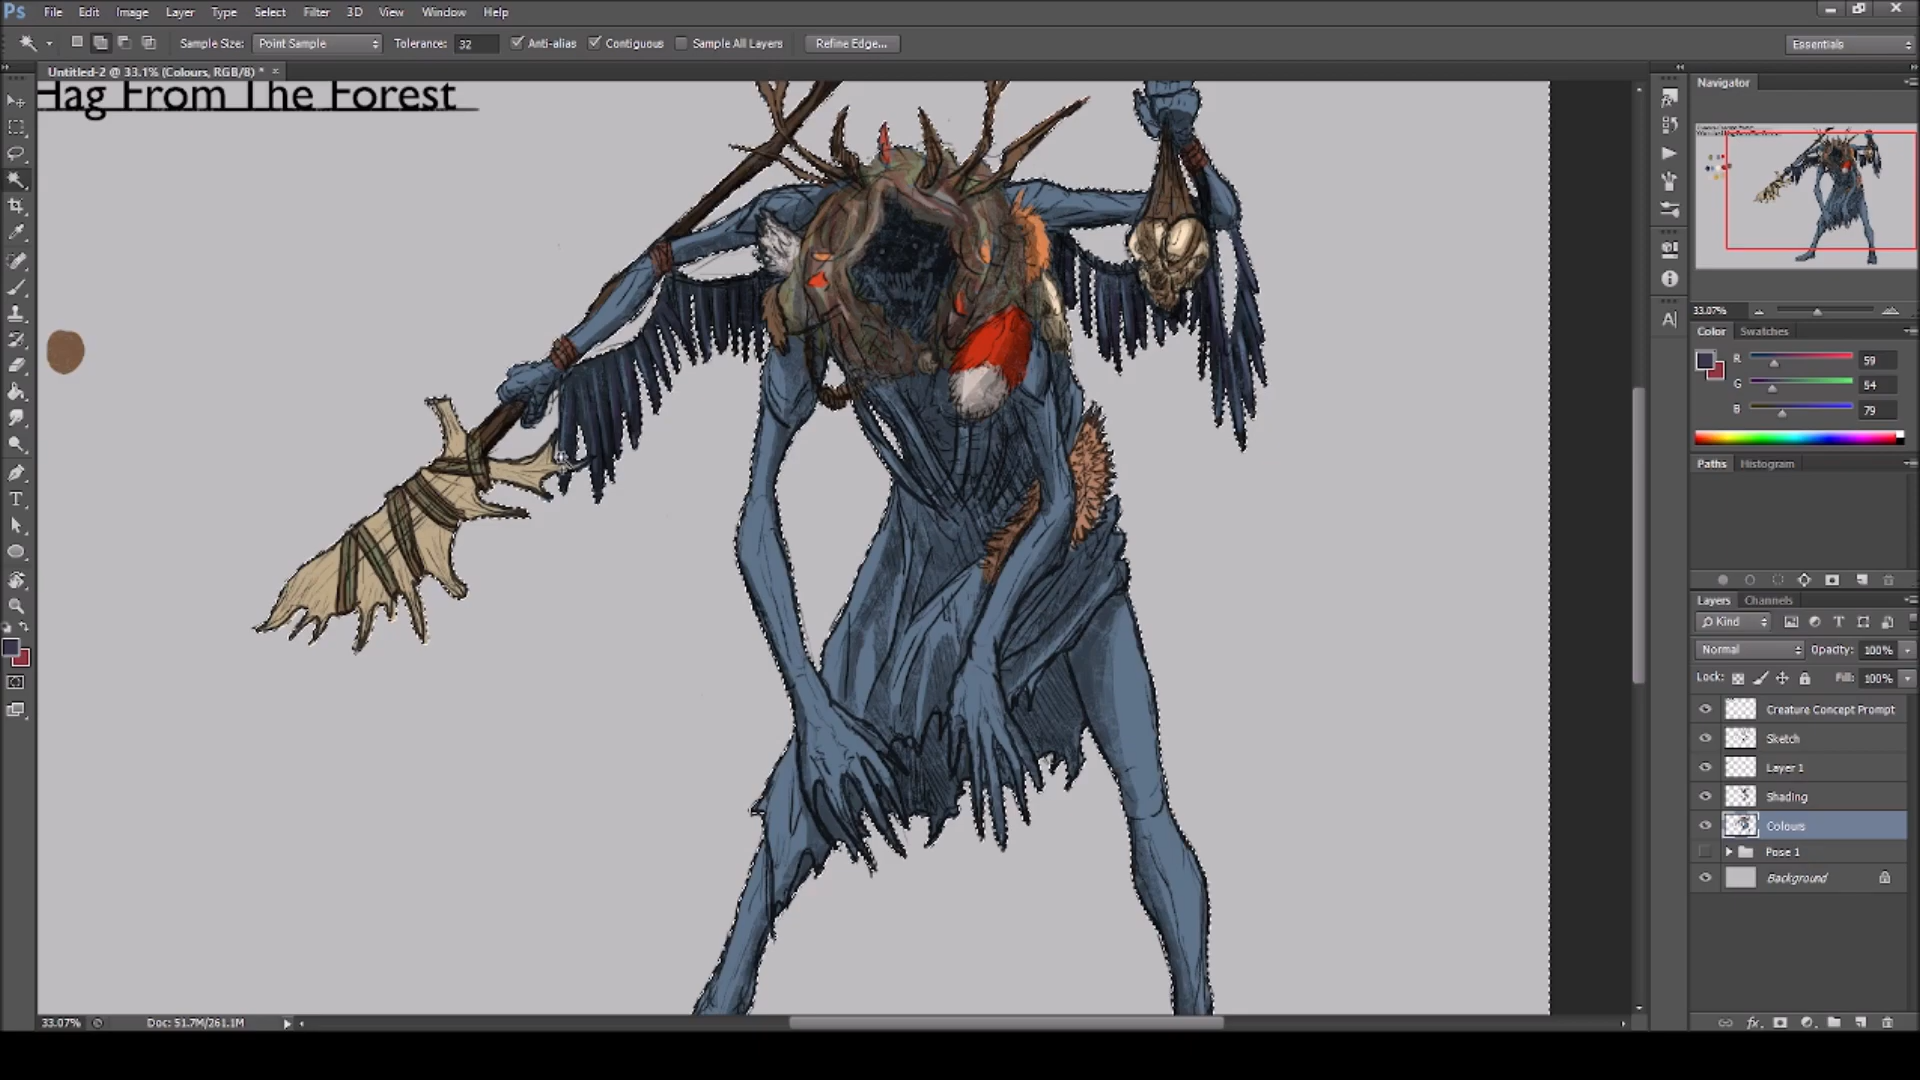 Ps File Edit Image Layer Type Select Filter 3D View Window Help
Sample Size: Point Sample Tolerance: 32 Anti-alias Contiguous Sample All Layers Refine Edge... Essentials
Untitled-2 @ 33.1% (Colours, RGB/8) * ×
Hag From The Forest
Navigator
33.07%
Color Swatches
R 59
G 54
B 79
Paths Histogram
Layers Channels
Kind
Normal Opacity: 100%
Lock: Fill: 100%
Creature Concept Prompt
Sketch
Layer 1
Shading
Colours
Pose 1
Background
33.07% Doc: 51.7M/261.1M